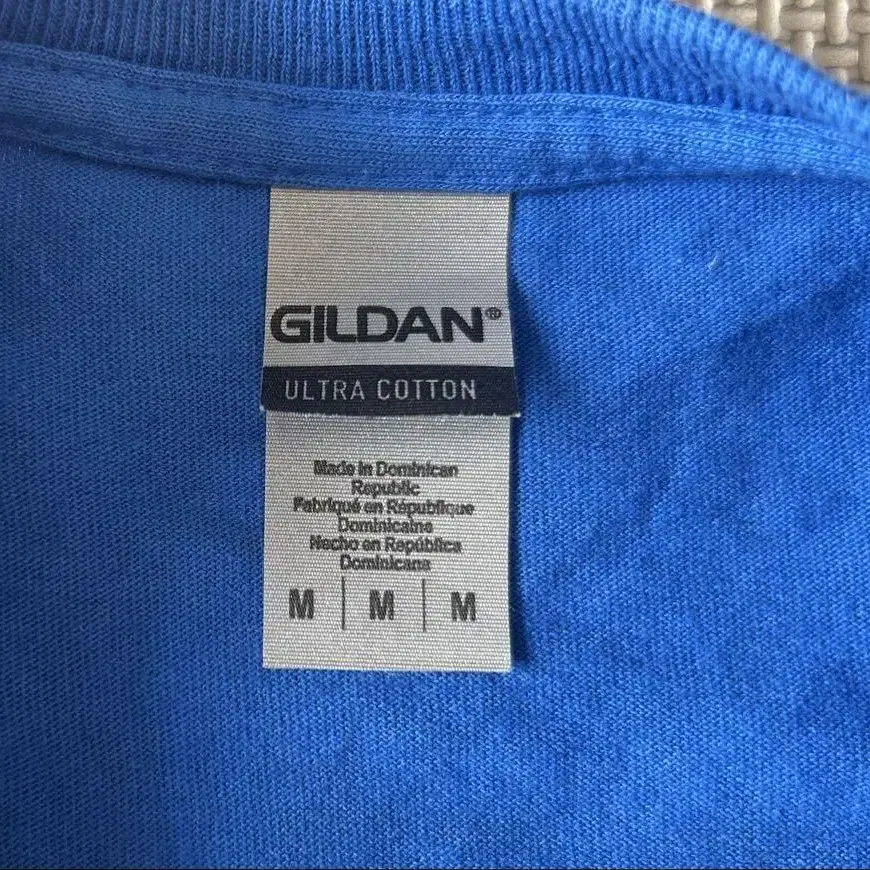 GILDAN®
ULTRA COTTON
Made in Dominican
Republic
Fabriqué en République
Dominicaine
Hecho en República
Dominicana
M | M | M